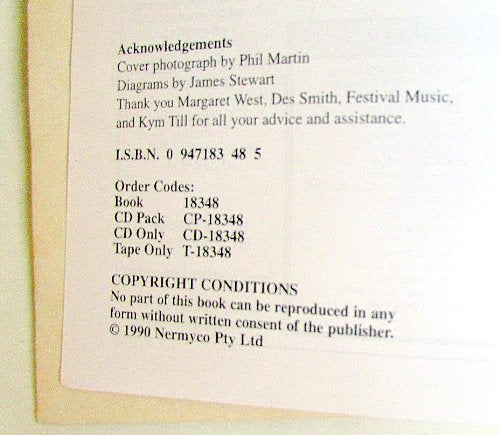 Acknowledgements
Cover photograph by Phil Martin
Diagrams by James Stewart
Thank you Margaret West, Des Smith, Festival Music,
and Kym Till for all your advice and assistance.
I.S.B.N. 0 947183 48 5
Order Codes:
Book 18348
CD Pack CP-18348
CD Only CD-18348
Tape Only T-18348
COPYRIGHT CONDITIONS
No part of this book can be reproduced in any
form without written consent of the publisher.
© 1990 Nermyco Pty Ltd